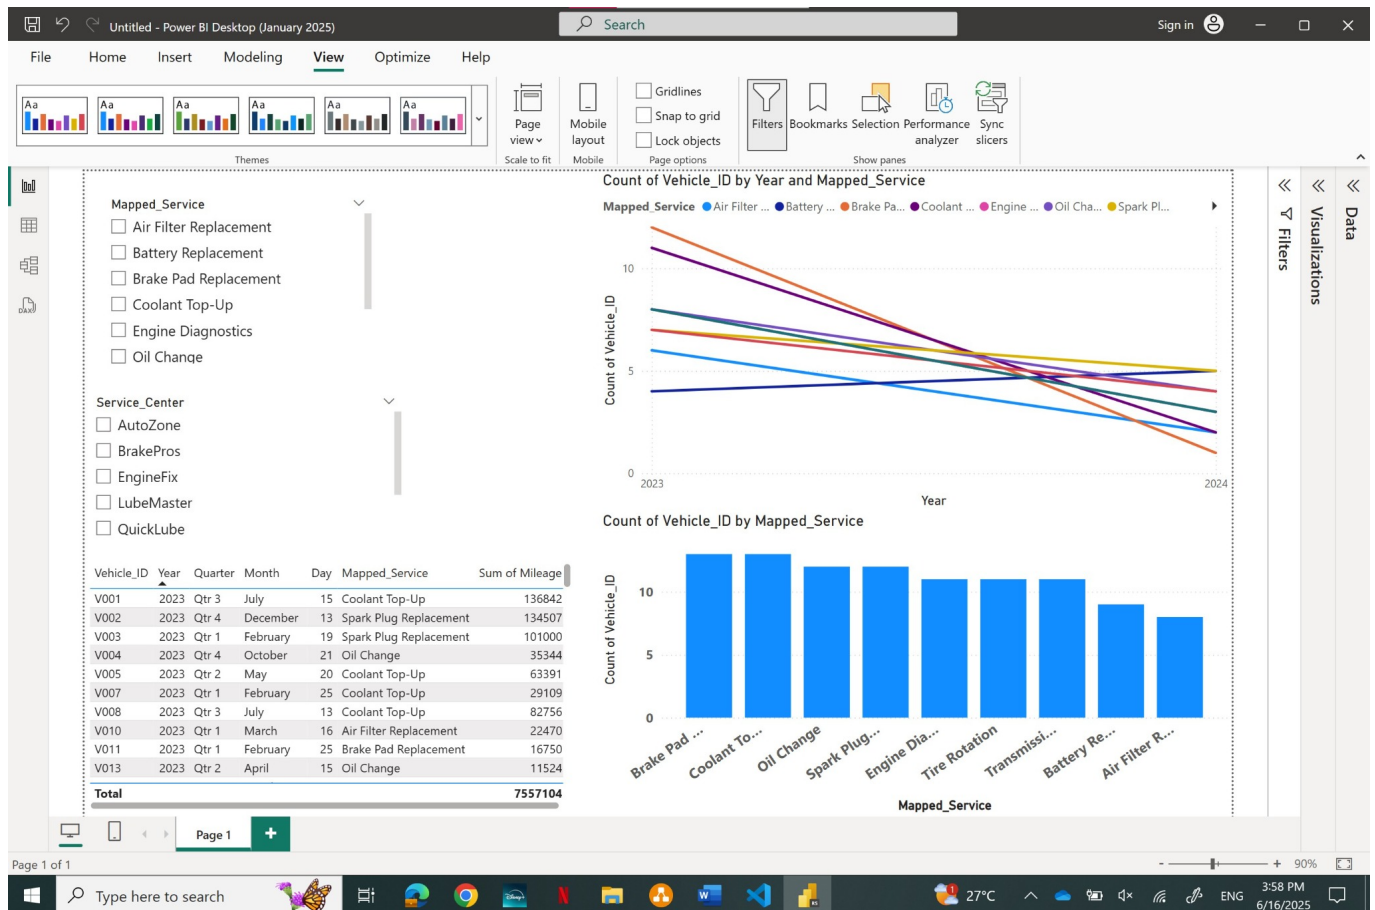 Untitled - Power BI Desktop (January 2025)
Search
Sign in
File Home Insert Modeling View Optimize Help
Aa Aa Aa Aa Aa Aa
Page view
Mobile layout
Gridlines
Snap to grid
Lock objects
Filters Bookmarks Selection Performance analyzer Sync slicers
Themes Scale to fit Mobile Page options Show panes
DAX
Mapped_Service
Air Filter Replacement
Battery Replacement
Brake Pad Replacement
Coolant Top-Up
Engine Diagnostics
Oil Change
Service_Center
AutoZone
BrakePros
EngineFix
LubeMaster
QuickLube
Vehicle_ID Year Quarter Month Day Mapped_Service Sum of Mileage
V001 2023 Qtr 3 July 15 Coolant Top-Up 136842
V002 2023 Qtr 4 December 13 Spark Plug Replacement 134507
V003 2023 Qtr 1 February 19 Spark Plug Replacement 101000
V004 2023 Qtr 4 October 21 Oil Change 35344
V005 2023 Qtr 2 May 20 Coolant Top-Up 63391
V007 2023 Qtr 1 February 25 Coolant Top-Up 29109
V008 2023 Qtr 3 July 13 Coolant Top-Up 82756
V010 2023 Qtr 1 March 16 Air Filter Replacement 22470
V011 2023 Qtr 1 February 25 Brake Pad Replacement 16750
V013 2023 Qtr 2 April 15 Oil Change 11524
Total 7557104
Count of Vehicle_ID by Year and Mapped_Service
Mapped_Service Air Filter ... Battery ... Brake Pa... Coolant ... Engine ... Oil Cha... Spark Pl...
Count of Vehicle_ID
10
5
0
2023 2024
Year
Count of Vehicle_ID by Mapped_Service
Count of Vehicle_ID
10
5
0
Brake Pad ... Coolant To... Oil Change Spark Plug... Engine Dia... Tire Rotation Transmissi... Battery Re... Air Filter R...
Mapped_Service
Filters
Visualizations
Data
Page 1 +
Page 1 of 1
- + 90%
Type here to search
Disney+
N
W
RS
1
27°C
ENG
3:58 PM
6/16/2025